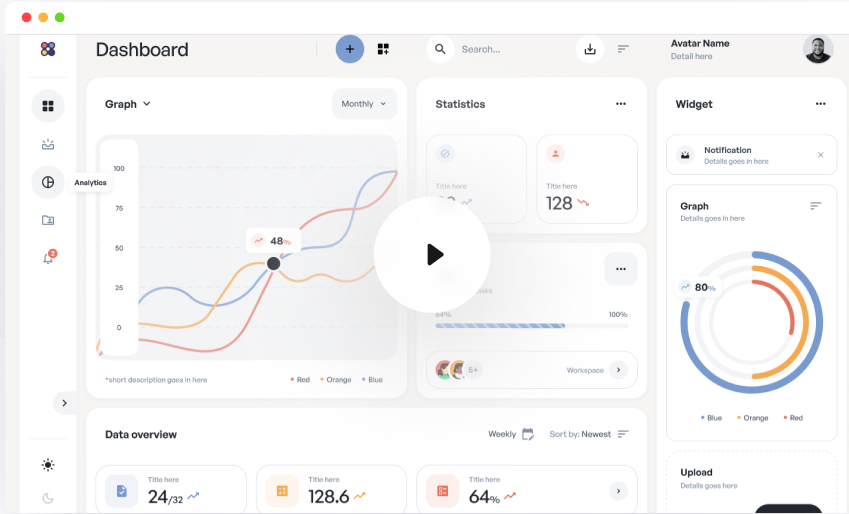 Dashboard
Search...
Avatar Name
Detail here
Graph
Monthly
100
75
50
25
0
48%
*short description goes in here
Red
Orange
Blue
Analytics
2
Statistics
Title here
Title here
128
64%
100%
5+
Workspace
Widget
Notification
Details goes in here
Graph
Details goes in here
80%
Blue
Orange
Red
Data overview
Weekly
Sort by: Newest
Title here
24/32
Title here
128.6
Title here
64%
Upload
Details goes here